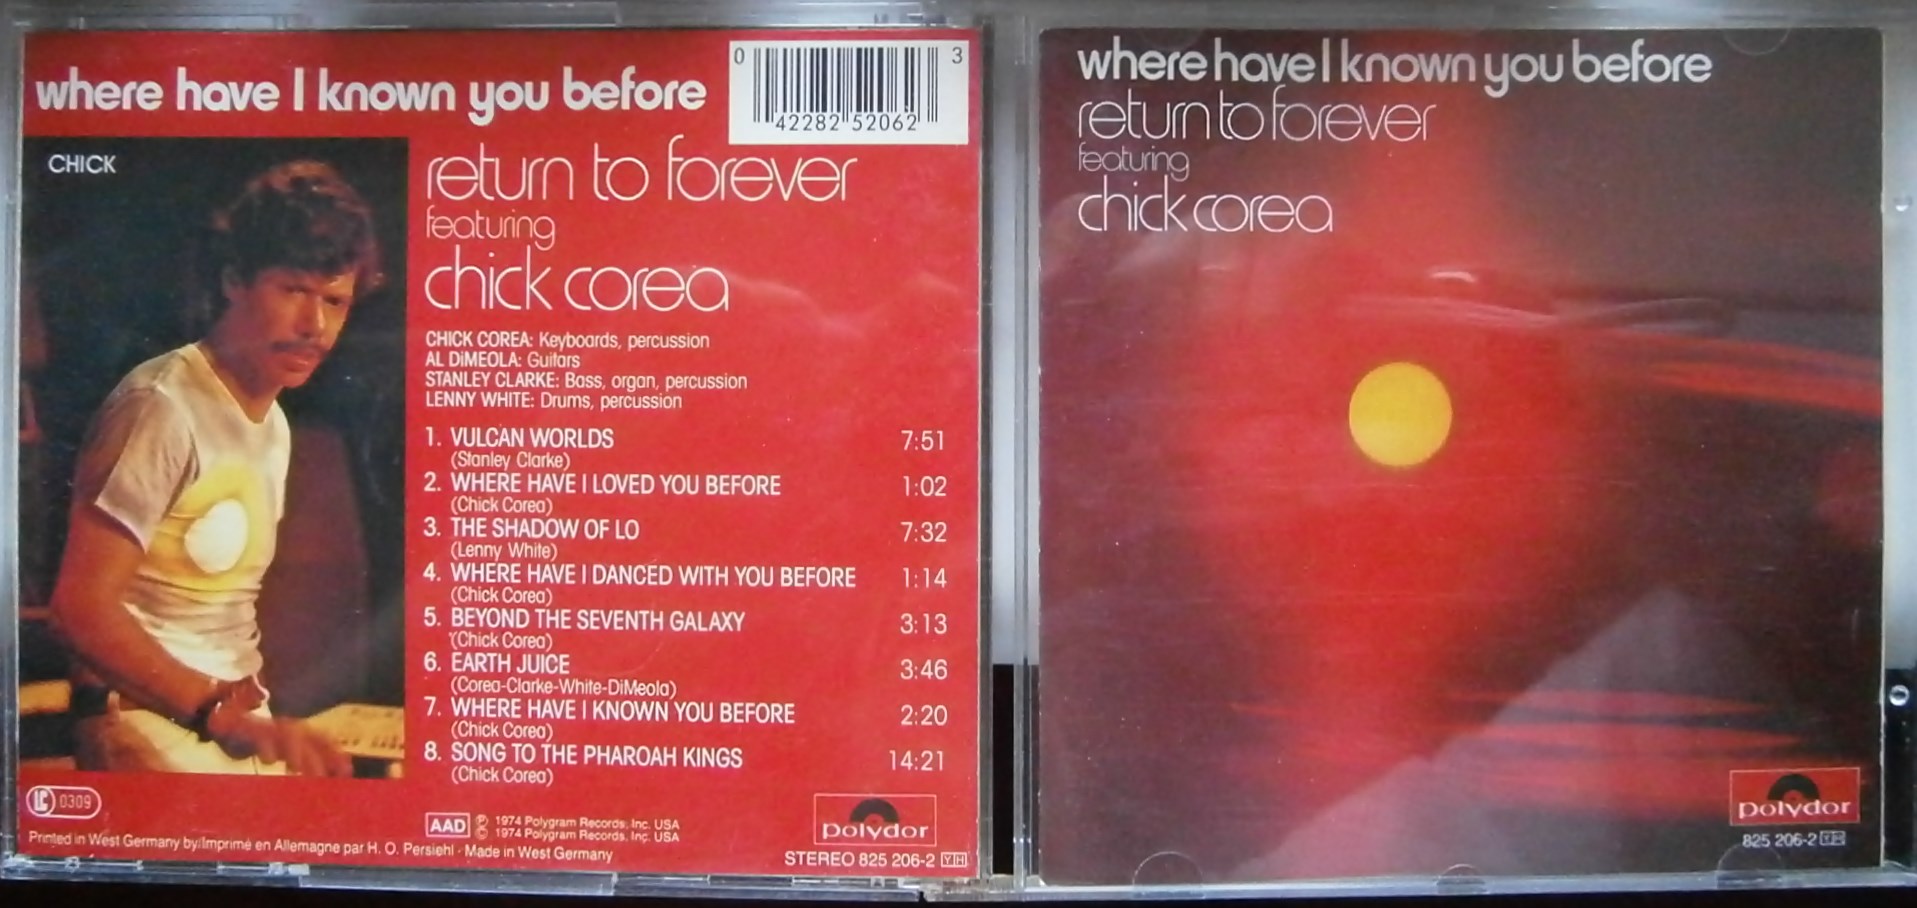 where have I known you before
0 42282 52062 3
CHICK
return to forever
featuring
chick corea
CHICK COREA: Keyboards, percussion
AL DiMEOLA: Guitars
STANLEY CLARKE: Bass, organ, percussion
LENNY WHITE: Drums, percussion
1. VULCAN WORLDS 7:51
(Stanley Clarke)
2. WHERE HAVE I LOVED YOU BEFORE 1:02
(Chick Corea)
3. THE SHADOW OF LO 7:32
(Lenny White)
4. WHERE HAVE I DANCED WITH YOU BEFORE 1:14
(Chick Corea)
5. BEYOND THE SEVENTH GALAXY 3:13
(Chick Corea)
6. EARTH JUICE 3:46
(Corea-Clarke-White-DiMeola)
7. WHERE HAVE I KNOWN YOU BEFORE 2:20
(Chick Corea)
8. SONG TO THE PHAROAH KINGS 14:21
(Chick Corea)
LC 0309
AAD
℗ 1974 Polygram Records, Inc. USA
© 1974 Polygram Records, Inc. USA
polydor
Printed in West Germany by/Imprimé en Allemagne par H. O. Persiehl · Made in West Germany
STEREO 825 206-2 YH
where have I known you before
return to forever
featuring
chick corea
polydor
825 206-2